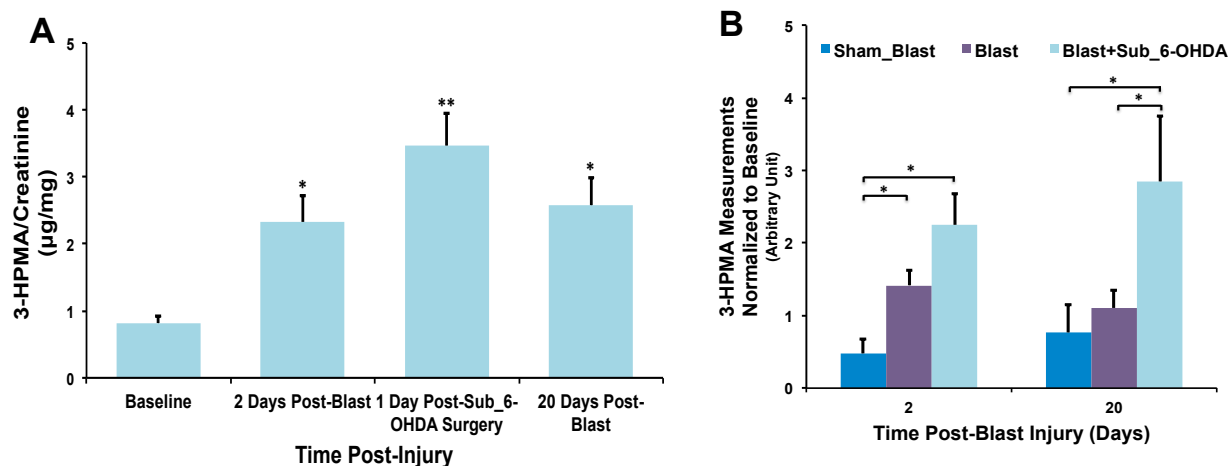 A
5
4
3
2
1
0
3-HPMA/Creatinine
(µg/mg)
*
**
*
Baseline
2 Days Post-Blast
1 Day Post-Sub_6-
OHDA Surgery
20 Days Post-
Blast
Time Post-Injury
B
5
4
3
2
1
0
3-HPMA Measurements
Normalized to Baseline
(Arbitrary Unit)
Sham_Blast
Blast
Blast+Sub_6-OHDA
*
*
*
*
2
20
Time Post-Blast Injury (Days)